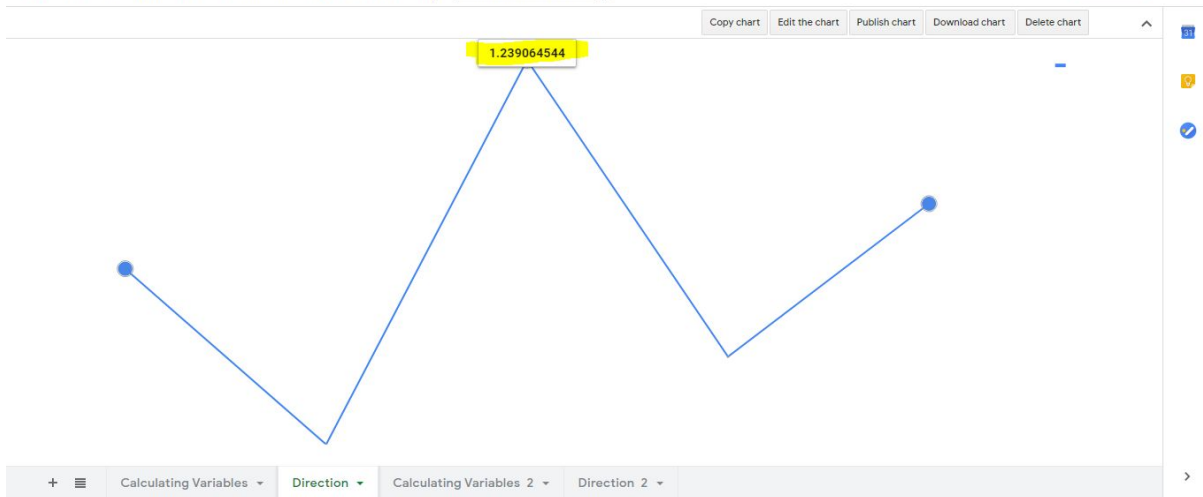 Copy chart Edit the chart Publish chart Download chart Delete chart
31
1.239064544
Calculating Variables Direction Calculating Variables 2 Direction 2